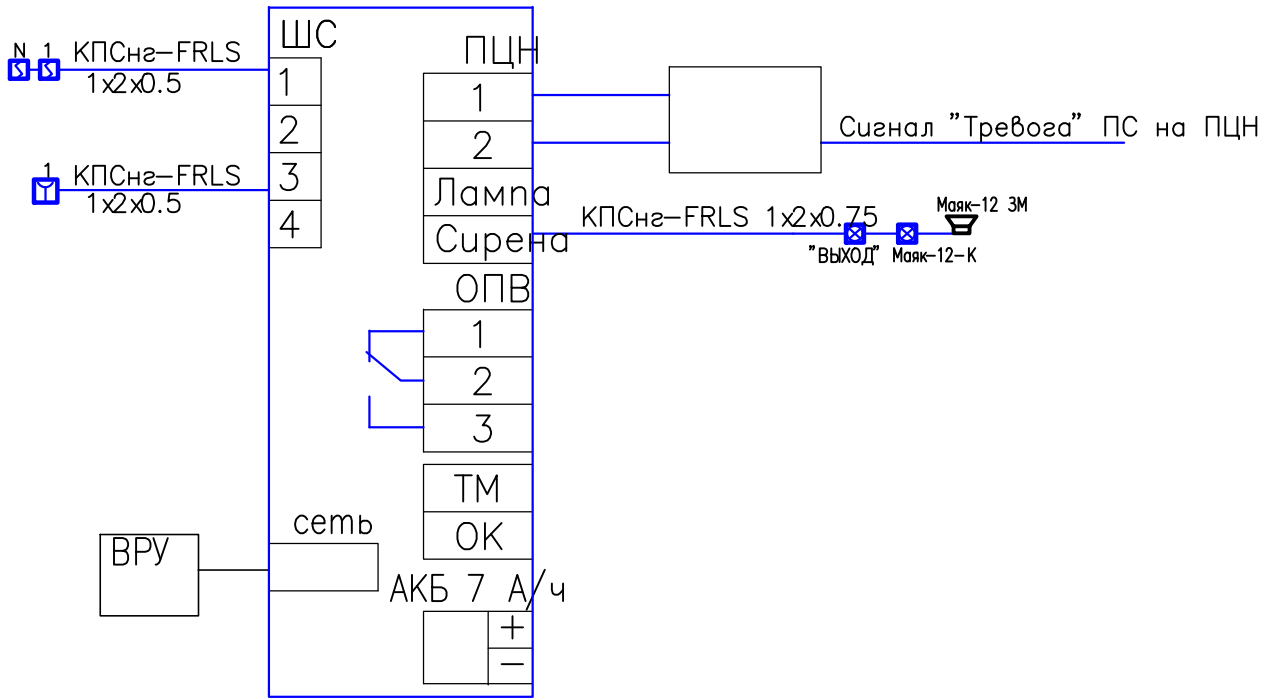 ШС
N 1
КПСнг-FRLS
1x2x0.5
1
2
1
КПСнг-FRLS
1x2x0.5
3
4
ПЦН
1
2
Лампа
Сирена
Сигнал "Тревога" ПС на ПЦН
КПСнг-FRLS 1x2x0.75
"ВЫХОД"
Маяк-12-К
Маяк-12 ЗМ
ОПВ
1
2
3
ТМ
ОК
сеть
ВРУ
АКБ 7 А/ч
+
−